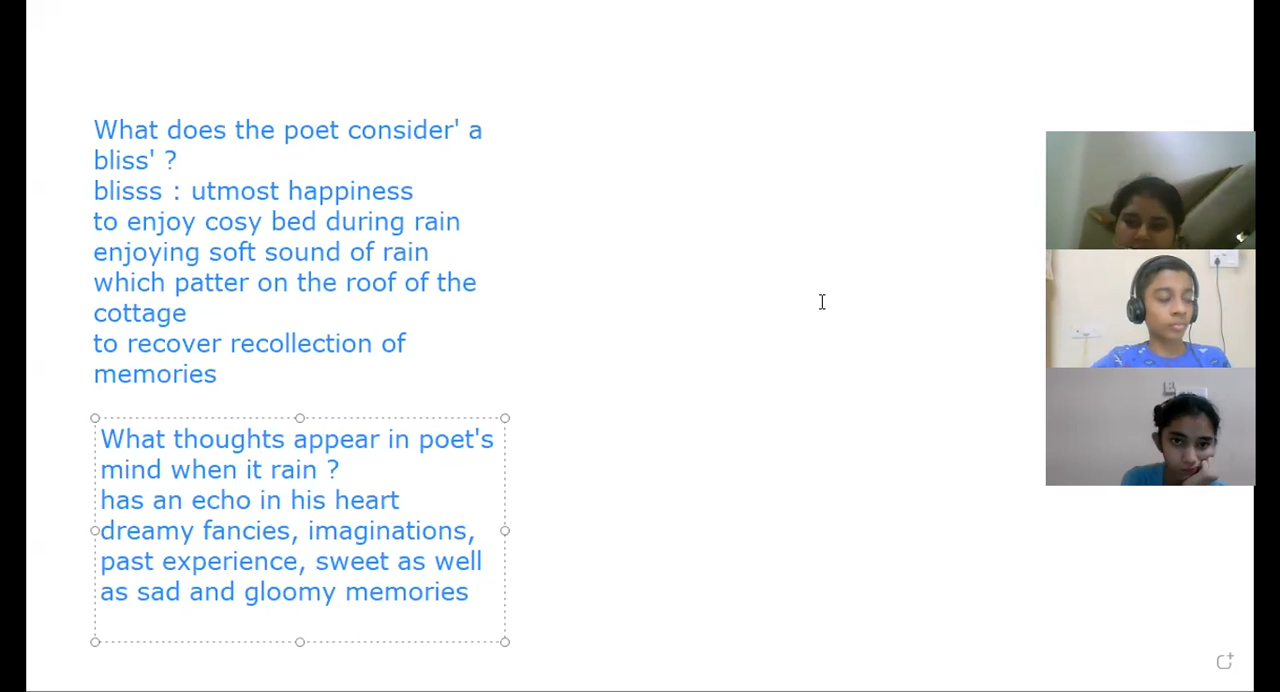 What does the poet consider' a
bliss' ?
blisss : utmost happiness
to enjoy cosy bed during rain
enjoying soft sound of rain
which patter on the roof of the
cottage
to recover recollection of
memories
What thoughts appear in poet's
mind when it rain ?
has an echo in his heart
dreamy fancies, imaginations,
past experience, sweet as well
as sad and gloomy memories